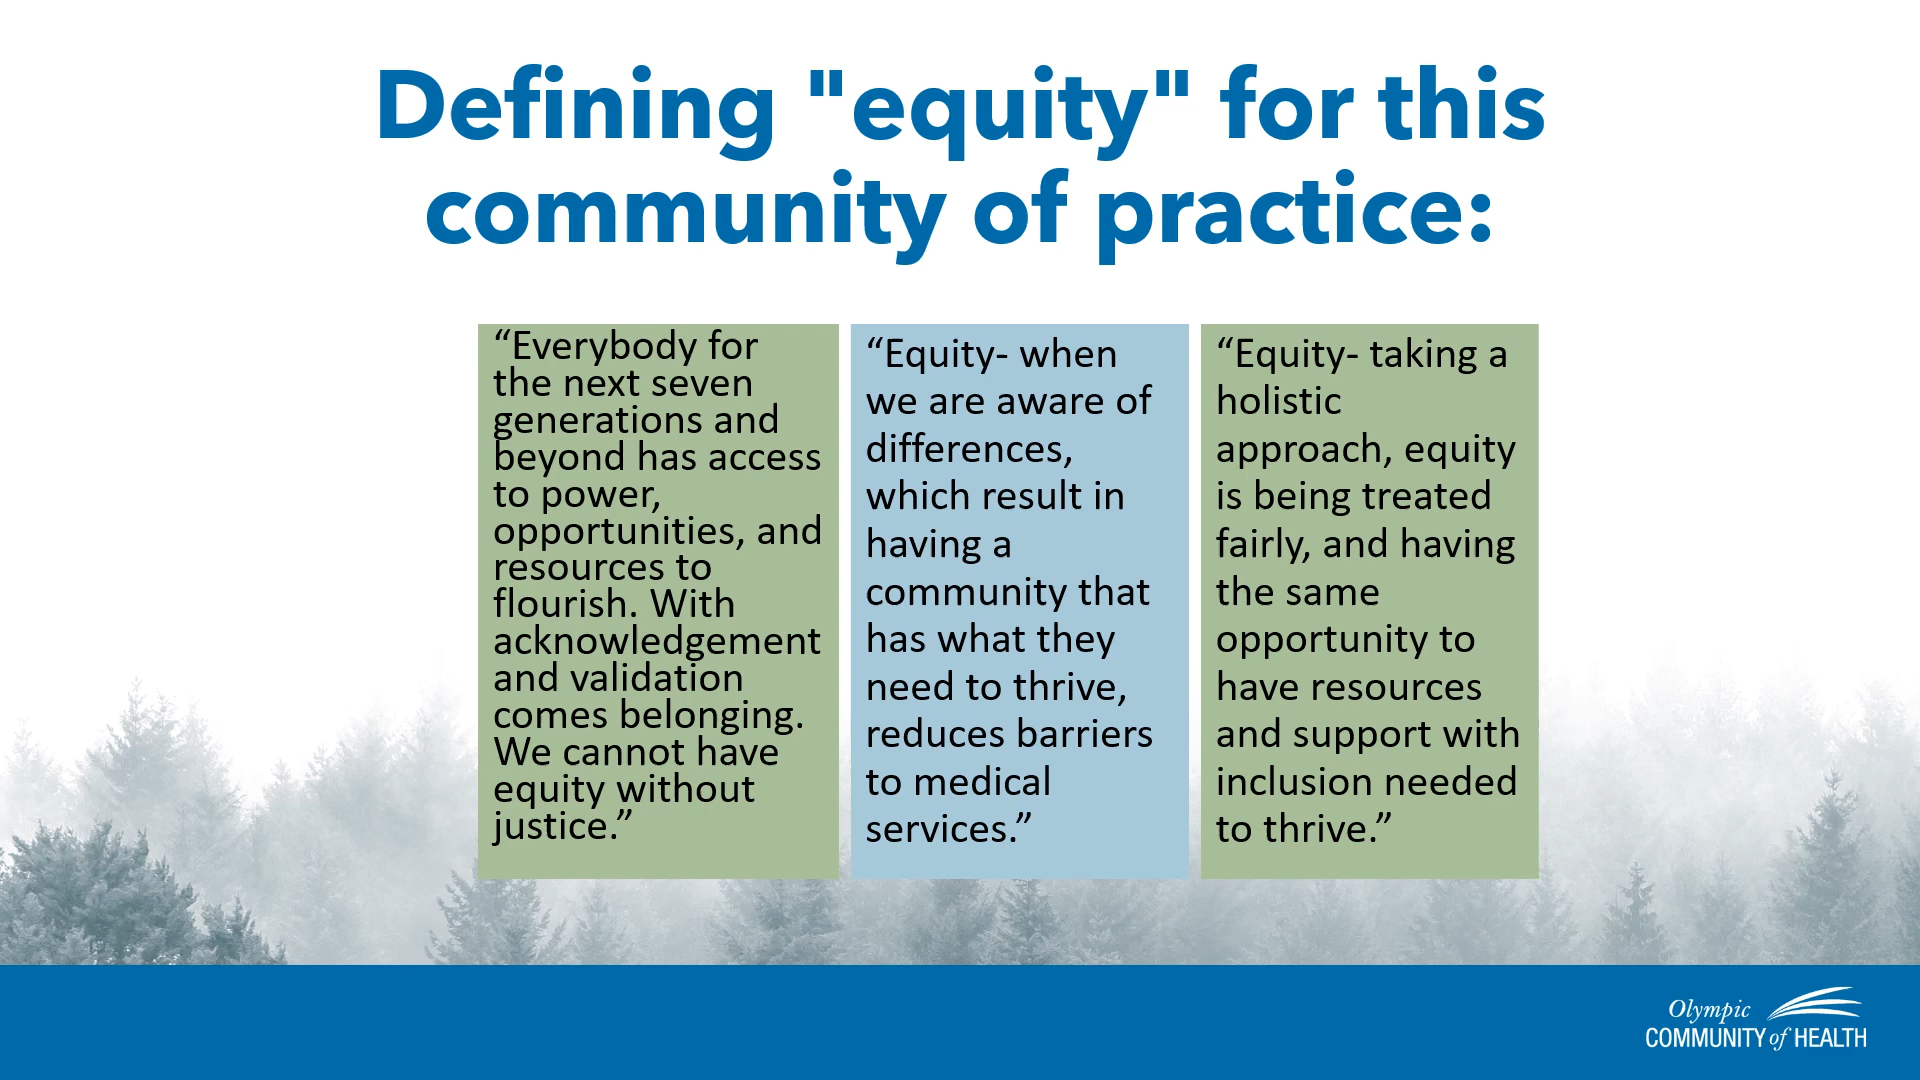 Defining "equity" for this
community of practice:
“Everybody for
the next seven
generations and
beyond has access
to power,
opportunities, and
resources to
flourish. With
acknowledgement
and validation
comes belonging.
We cannot have
equity without
justice.”
“Equity- when
we are aware of
differences,
which result in
having a
community that
has what they
need to thrive,
reduces barriers
to medical
services.”
“Equity- taking a
holistic
approach, equity
is being treated
fairly, and having
the same
opportunity to
have resources
and support with
inclusion needed
to thrive.”
Olympic
COMMUNITY of HEALTH